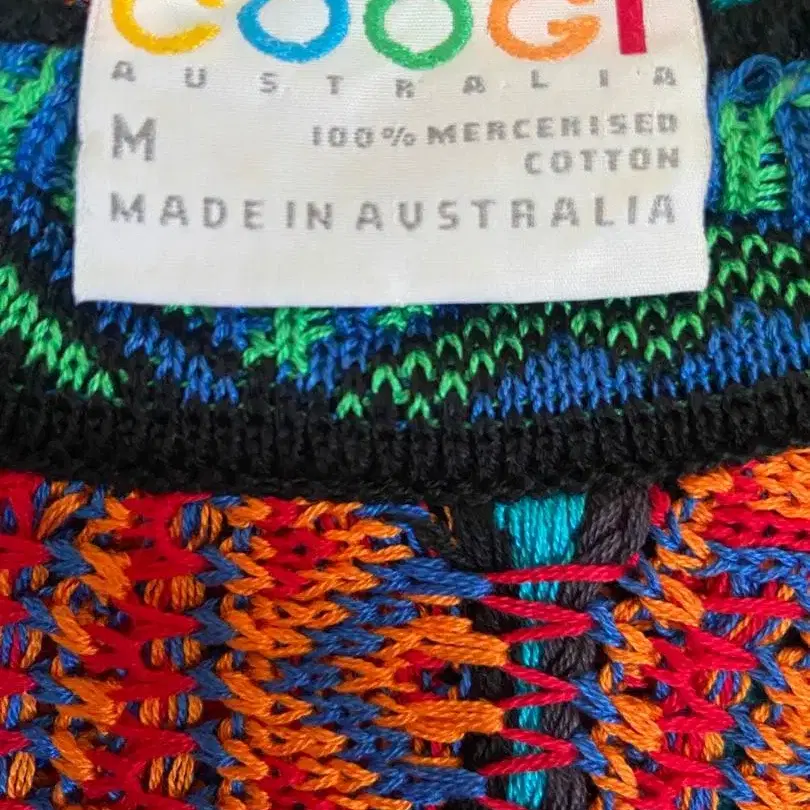 COOGI
AUSTRALIA
M 100% MERCERISED
COTTON
MADE IN AUSTRALIA